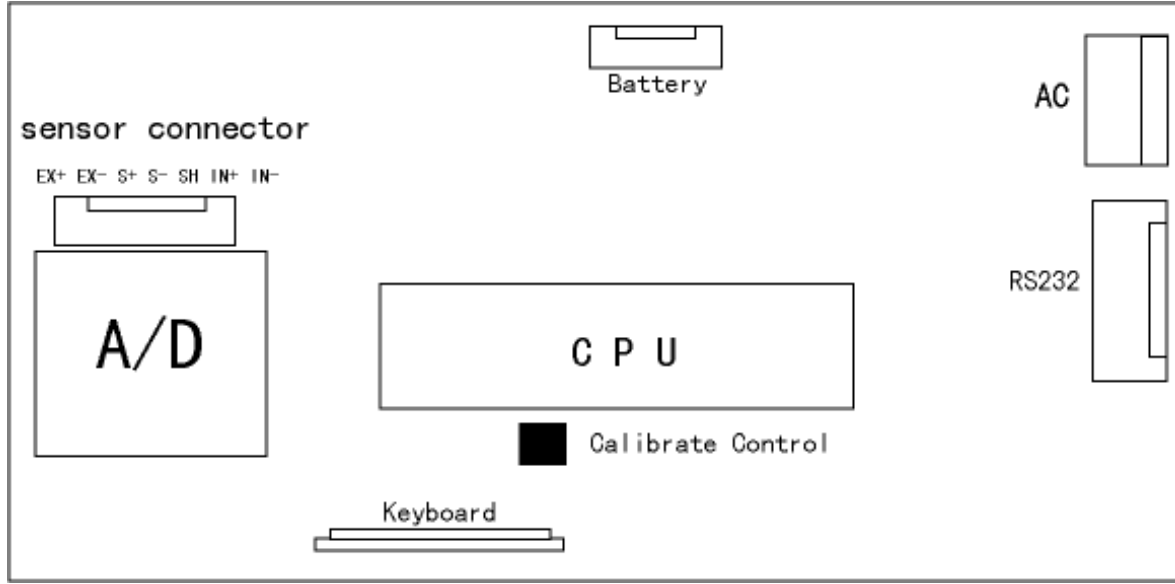 Battery
AC
sensor connector
EX+ EX- S+ S- SH IN+ IN-
RS232
A/D
C P U
Calibrate Control
Keyboard